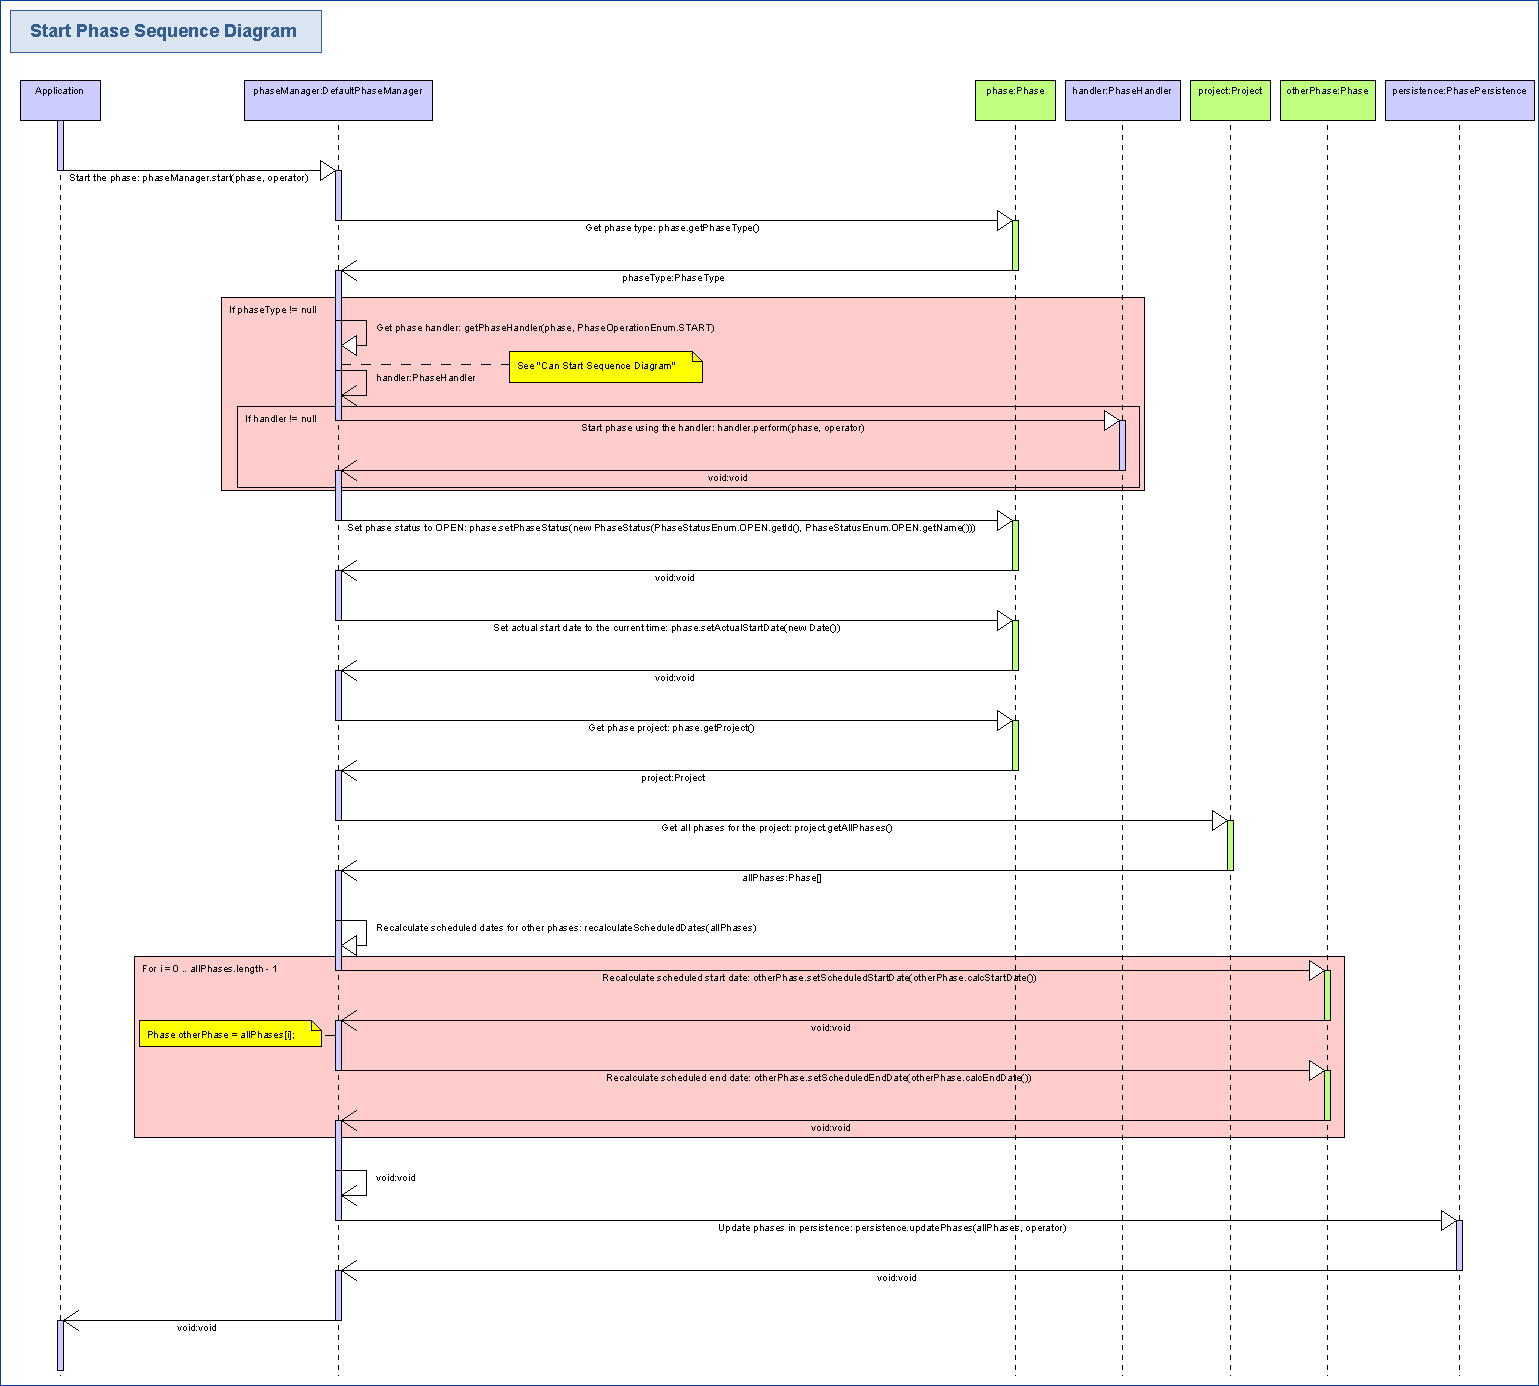 Start Phase Sequence Diagram
Application
phaseManager:DefaultPhaseManager
phase:Phase
handler:PhaseHandler
project:Project
otherPhase:Phase
persistence:PhasePersistence
Start the phase: phaseManager.start(phase, operator)
Get phase type: phase.getPhaseType()
phaseType:PhaseType
If phaseType != null
Get phase handler: getPhaseHandler(phase, PhaseOperationEnum.START)
See "Can Start Sequence Diagram"
handler:PhaseHandler
If handler != null
Start phase using the handler: handler.perform(phase, operator)
void:void
Set phase status to OPEN: phase.setPhaseStatus(new PhaseStatus(PhaseStatusEnum.OPEN.getId(), PhaseStatusEnum.OPEN.getName()))
void:void
Set actual start date to the current time: phase.setActualStartDate(new Date())
void:void
Get phase project: phase.getProject()
project:Project
Get all phases for the project: project.getAllPhases()
allPhases:Phase[]
Recalculate scheduled dates for other phases: recalculateScheduledDates(allPhases)
For i = 0 .. allPhases.length - 1
Recalculate scheduled start date: otherPhase.setScheduledStartDate(otherPhase.calcStartDate())
void:void
Phase otherPhase = allPhases[i];
Recalculate scheduled end date: otherPhase.setScheduledEndDate(otherPhase.calcEndDate())
void:void
void:void
Update phases in persistence: persistence.updatePhases(allPhases, operator)
void:void
void:void